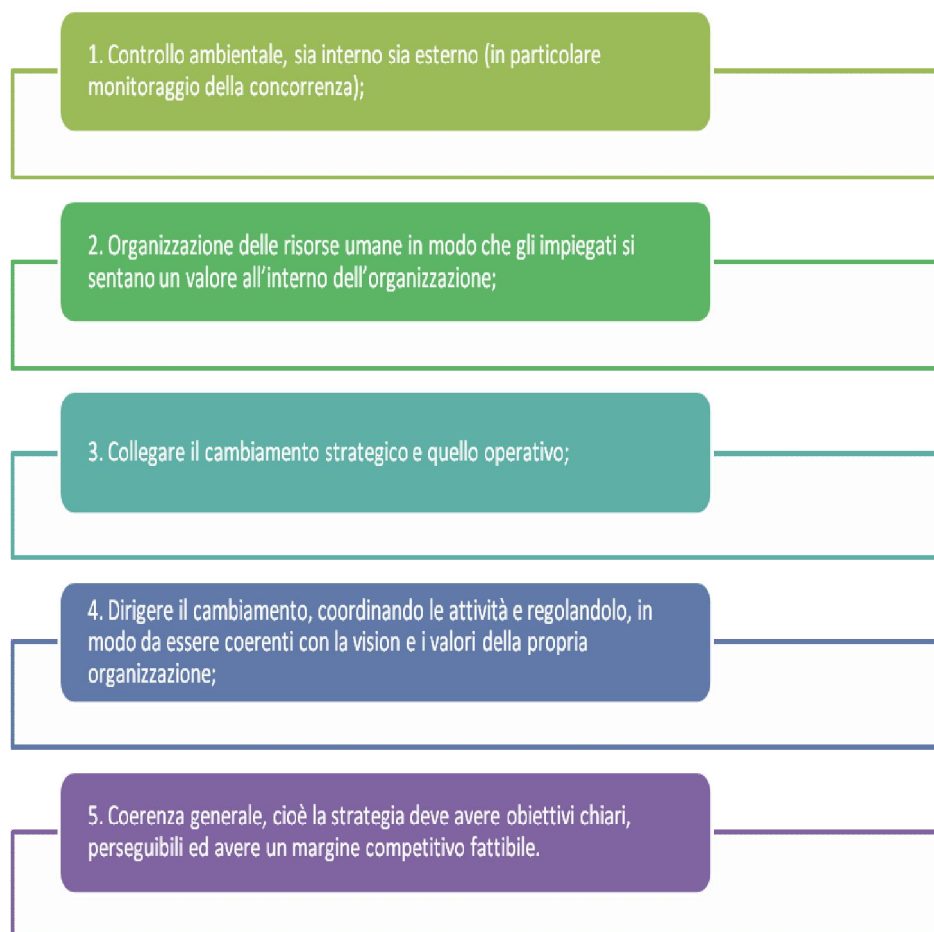 1. Controllo ambientale, sia interno sia esterno (in particolare
monitoraggio della concorrenza);
2. Organizzazione delle risorse umane in modo che gli impiegati si
sentano un valore all’interno dell’organizzazione;
3. Collegare il cambiamento strategico e quello operativo;
4. Dirigere il cambiamento, coordinando le attività e regolandolo, in
modo da essere coerenti con la vision e i valori della propria
organizzazione;
5. Coerenza generale, cioè la strategia deve avere obiettivi chiari,
perseguibili ed avere un margine competitivo fattibile.